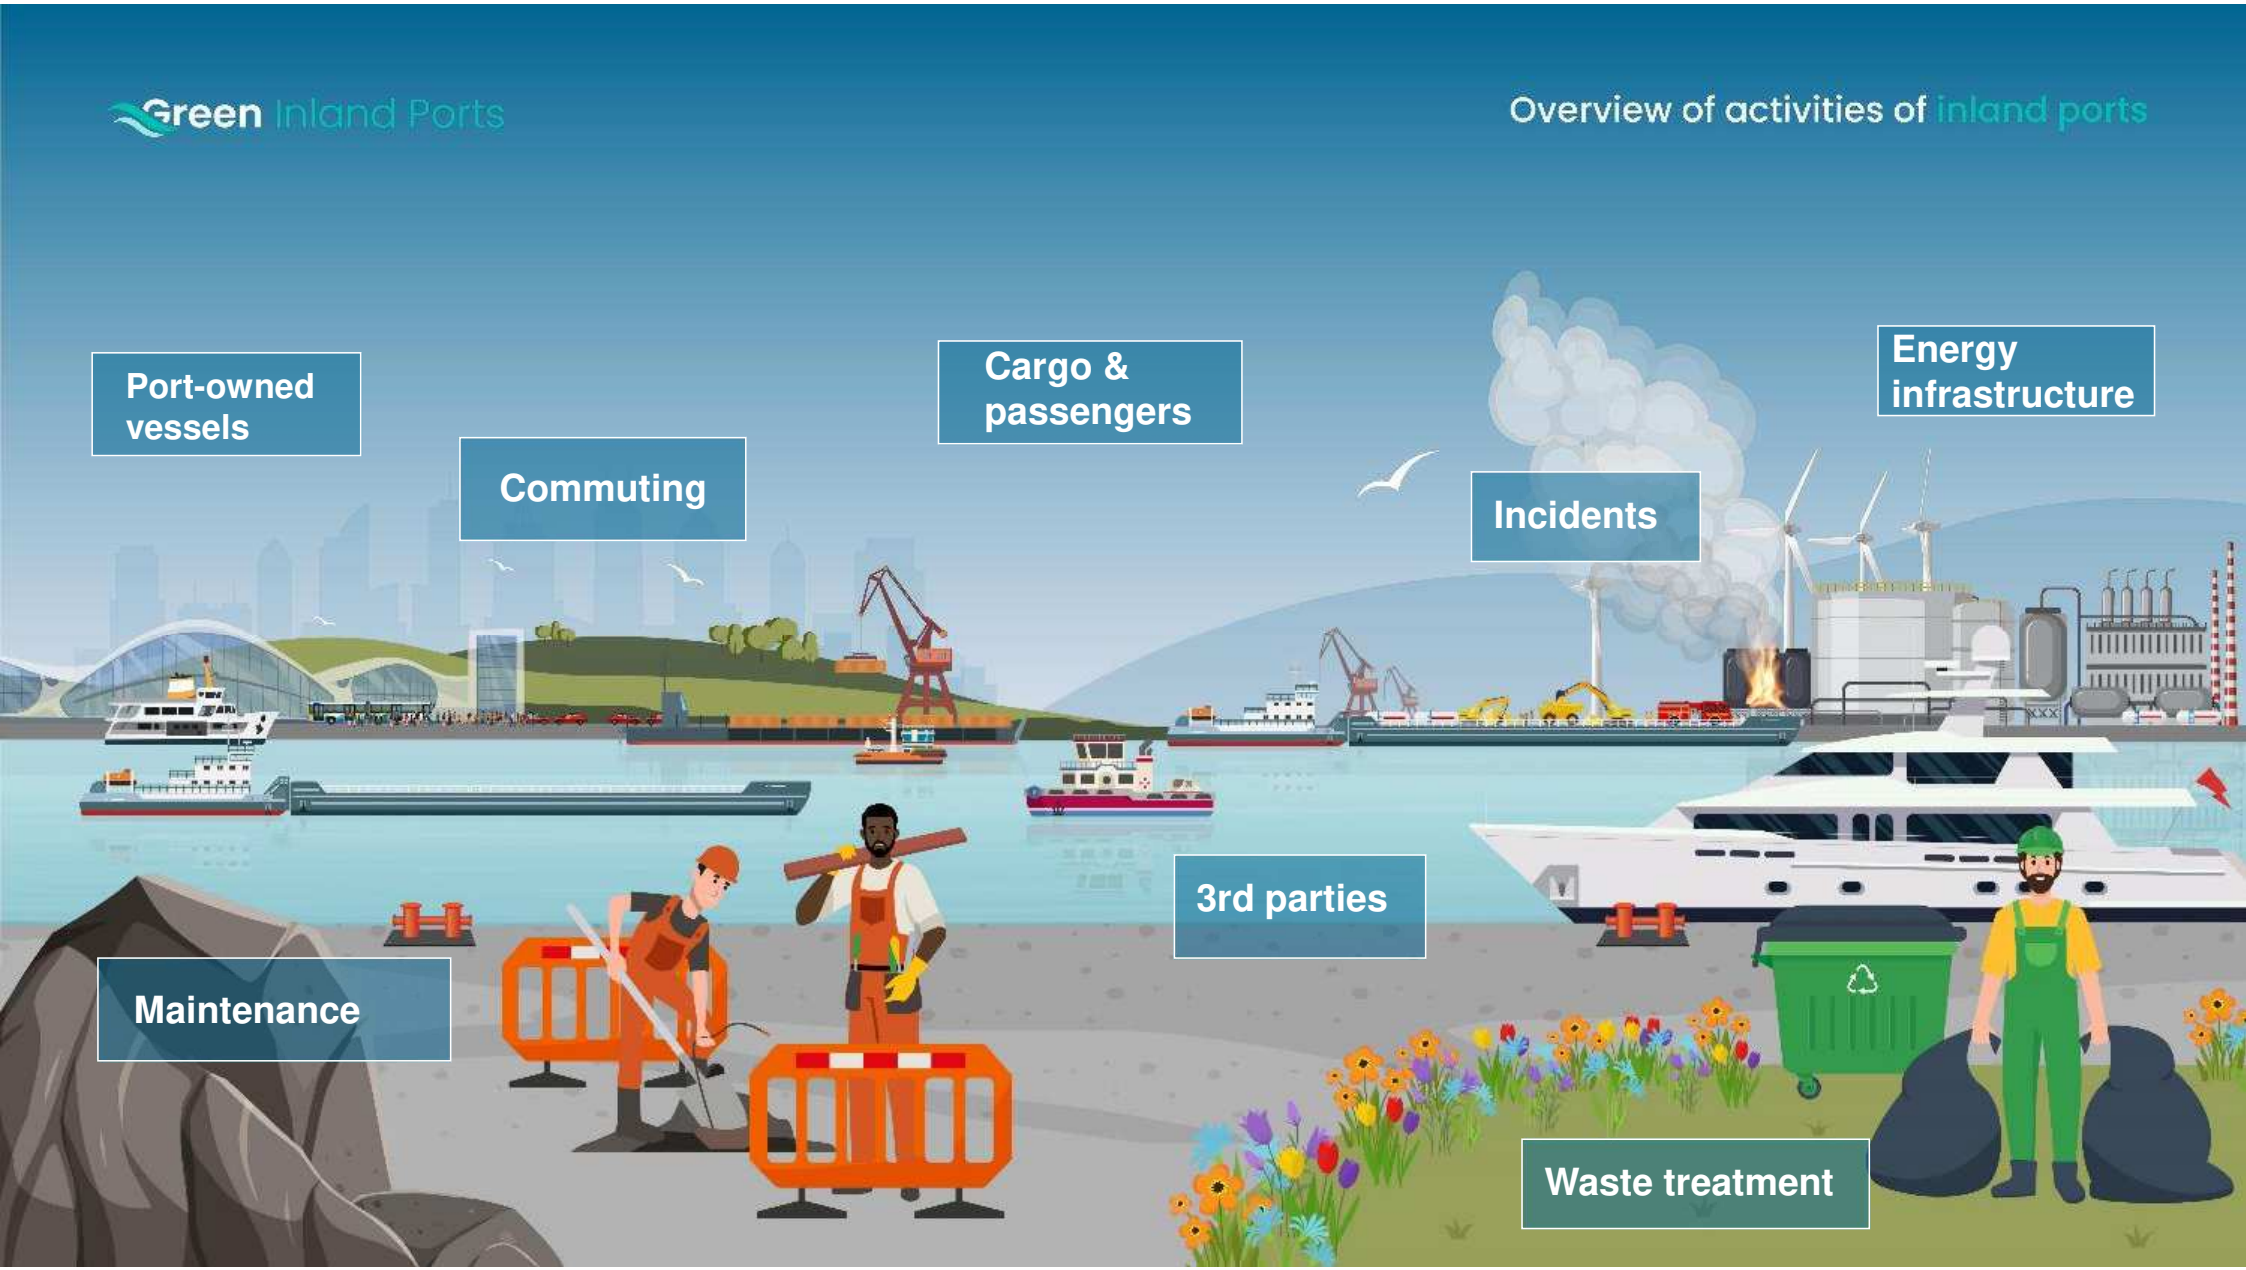 Green Inland Ports
Overview of activities of inland ports
Port-owned
vessels
Commuting
Cargo &
passengers
Incidents
Energy
infrastructure
3rd parties
Maintenance
Waste treatment